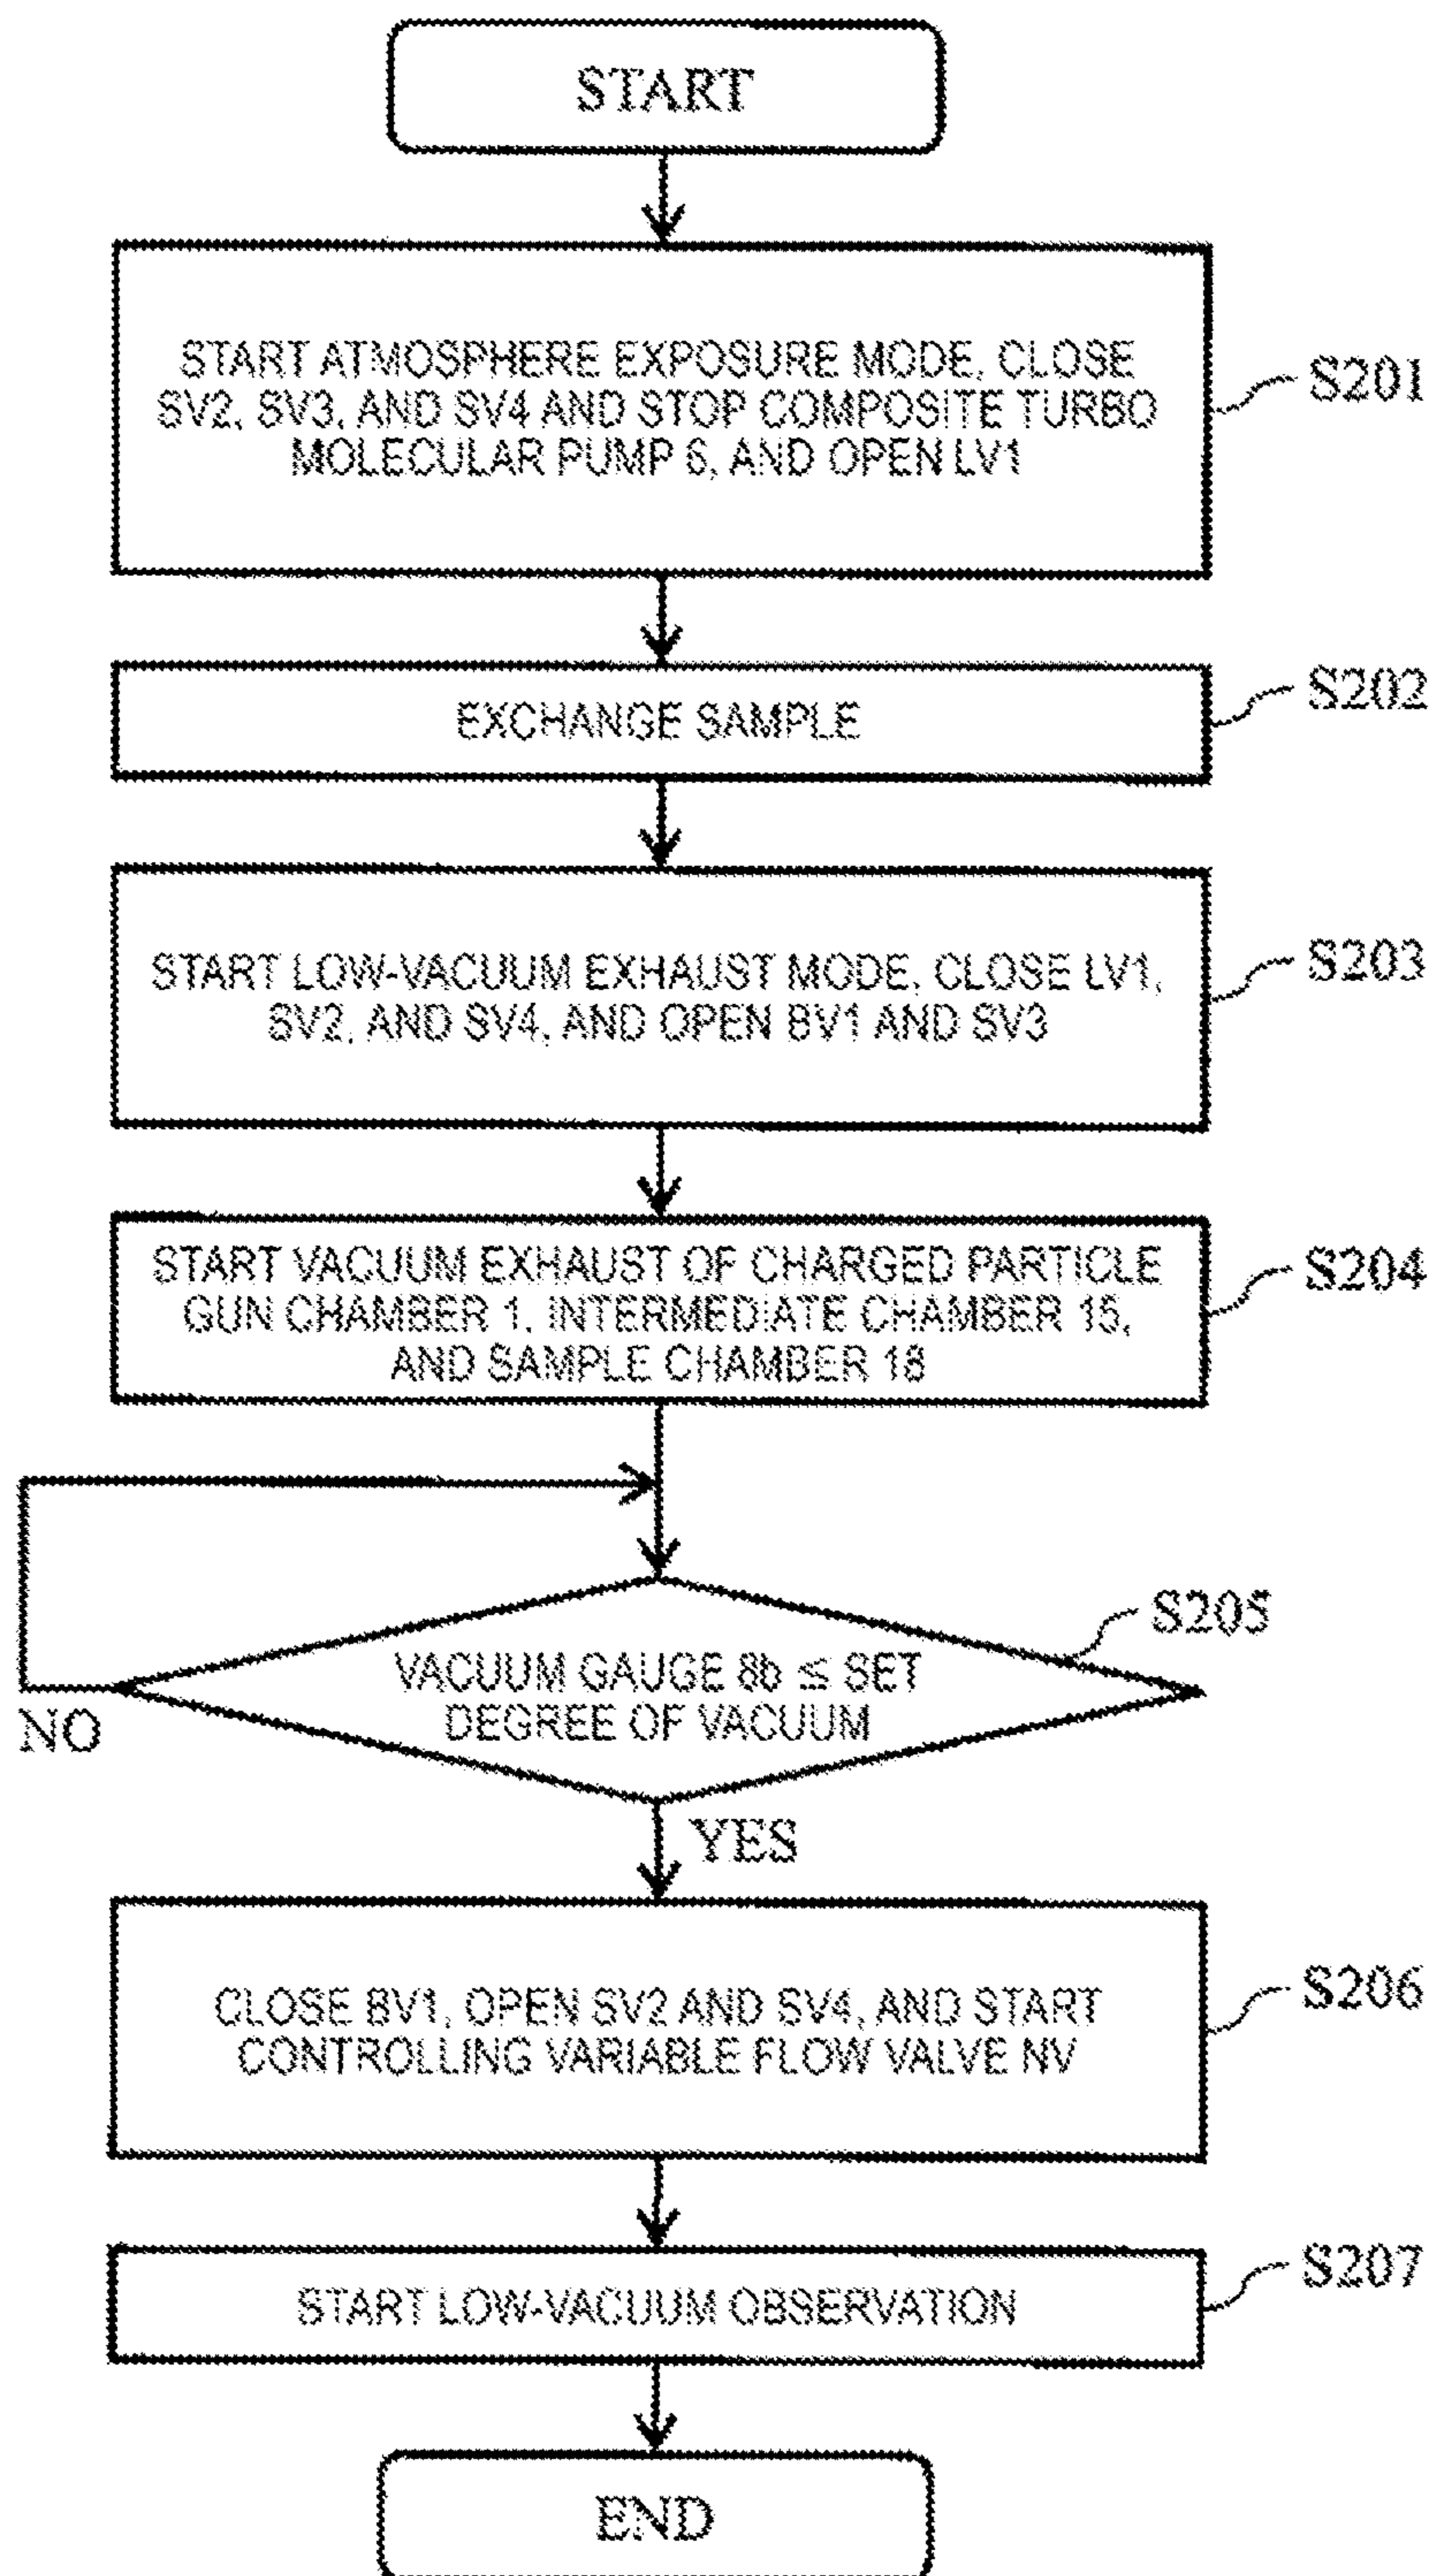 START
START ATMOSPHERE EXPOSURE MODE, CLOSE
SV2, SV3, AND SV4 AND STOP COMPOSITE TURBO
MOLECULAR PUMP 6, AND OPEN LV1
S201
EXCHANGE SAMPLE
S202
START LOW-VACUUM EXHAUST MODE, CLOSE LV1,
SV2, AND SV4, AND OPEN BV1 AND SV3
S203
START VACUUM EXHAUST OF CHARGED PARTICLE
GUN CHAMBER 1, INTERMEDIATE CHAMBER 15,
AND SAMPLE CHAMBER 18
S204
VACUUM GAUGE 8b ≤ SET
DEGREE OF VACUUM
S205
NO
YES
CLOSE BV1, OPEN SV2 AND SV4, AND START
CONTROLLING VARIABLE FLOW VALVE NV
S206
START LOW-VACUUM OBSERVATION
S207
END